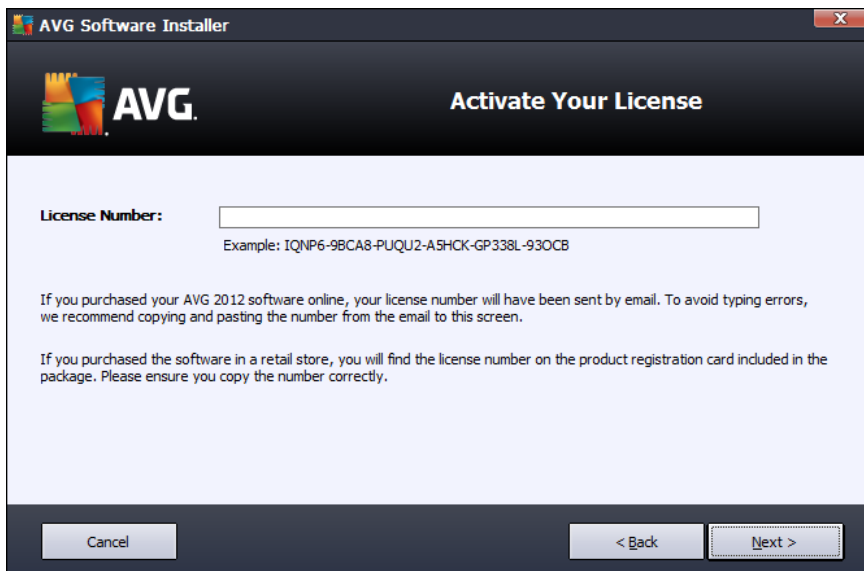 AVG Software Installer
AVG.
Activate Your License
License Number:
Example: IQNP6-9BCA8-PUQU2-A5HCK-GP338L-93OCB
If you purchased your AVG 2012 software online, your license number will have been sent by email. To avoid typing errors,
we recommend copying and pasting the number from the email to this screen.
If you purchased the software in a retail store, you will find the license number on the product registration card included in the
package. Please ensure you copy the number correctly.
Cancel
< Back
Next >